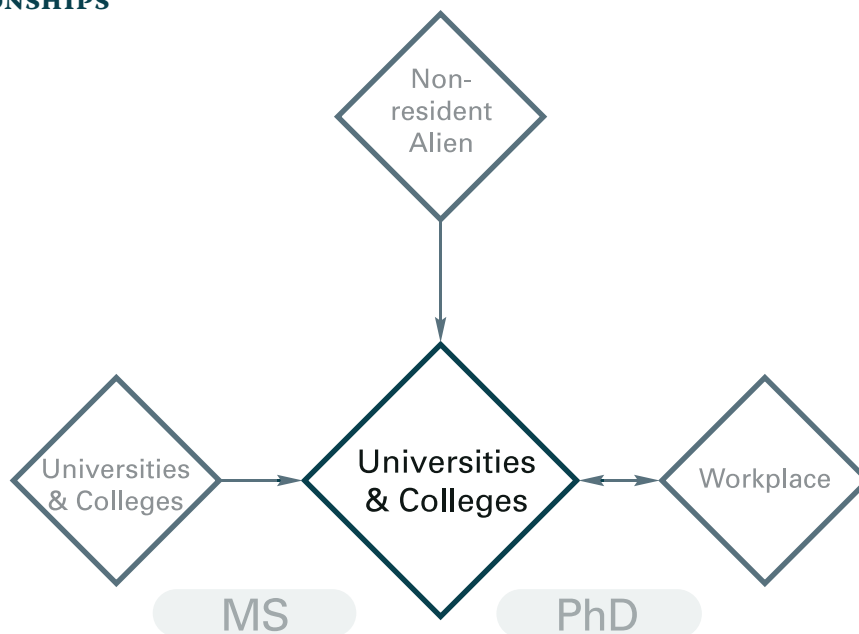 Non-
resident
Alien
Universities
& Colleges
Universities
& Colleges
Workplace
MS
PhD